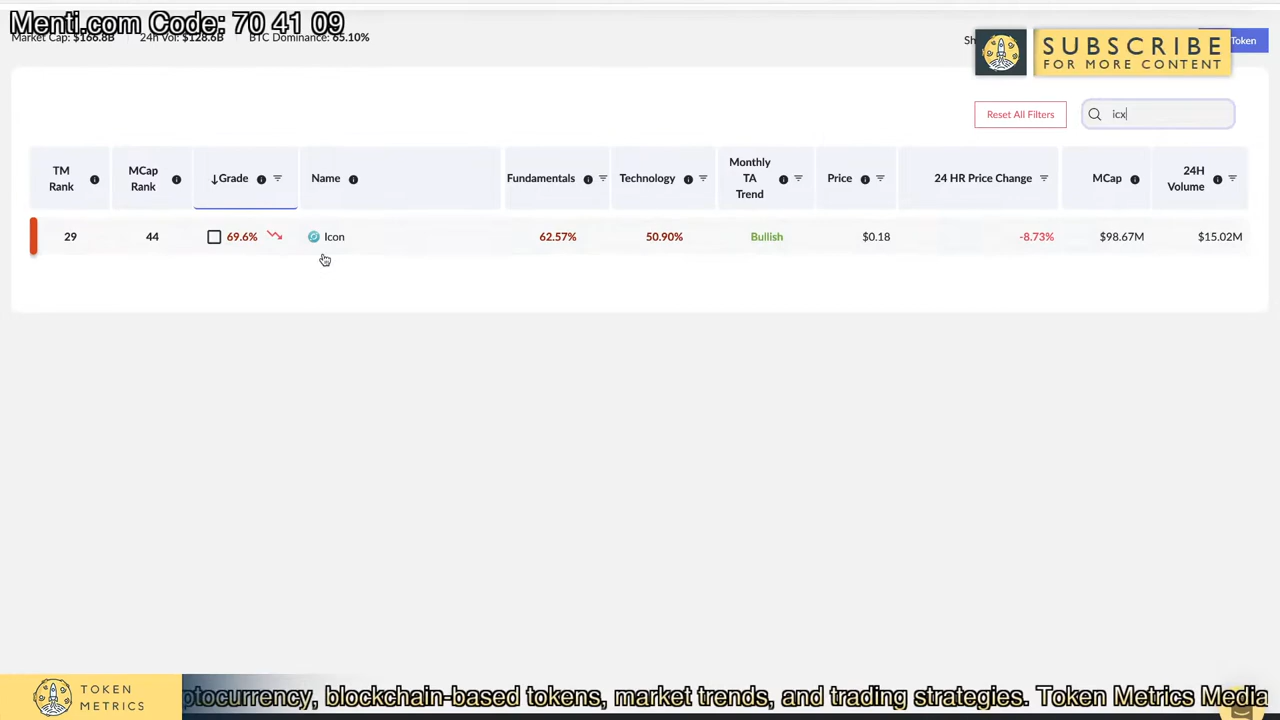 Menti.com Code: 70 41 09
Market Cap: $166.8B 24h Vol: $128.6B BTC Dominance: 65.10%
Sh
Token
SUBSCRIBE
FOR MORE CONTENT
Reset All Filters
icx
TM Rank
MCap Rank
↓Grade
Name
Fundamentals
Technology
Monthly TA Trend
Price
24 HR Price Change
MCap
24H Volume
29 44 69.6% Icon 62.57% 50.90% Bullish $0.18 -8.73% $98.67M $15.02M
TOKEN
METRICS
ptocurrency, blockchain-based tokens, market trends, and trading strategies. Token Metrics Media